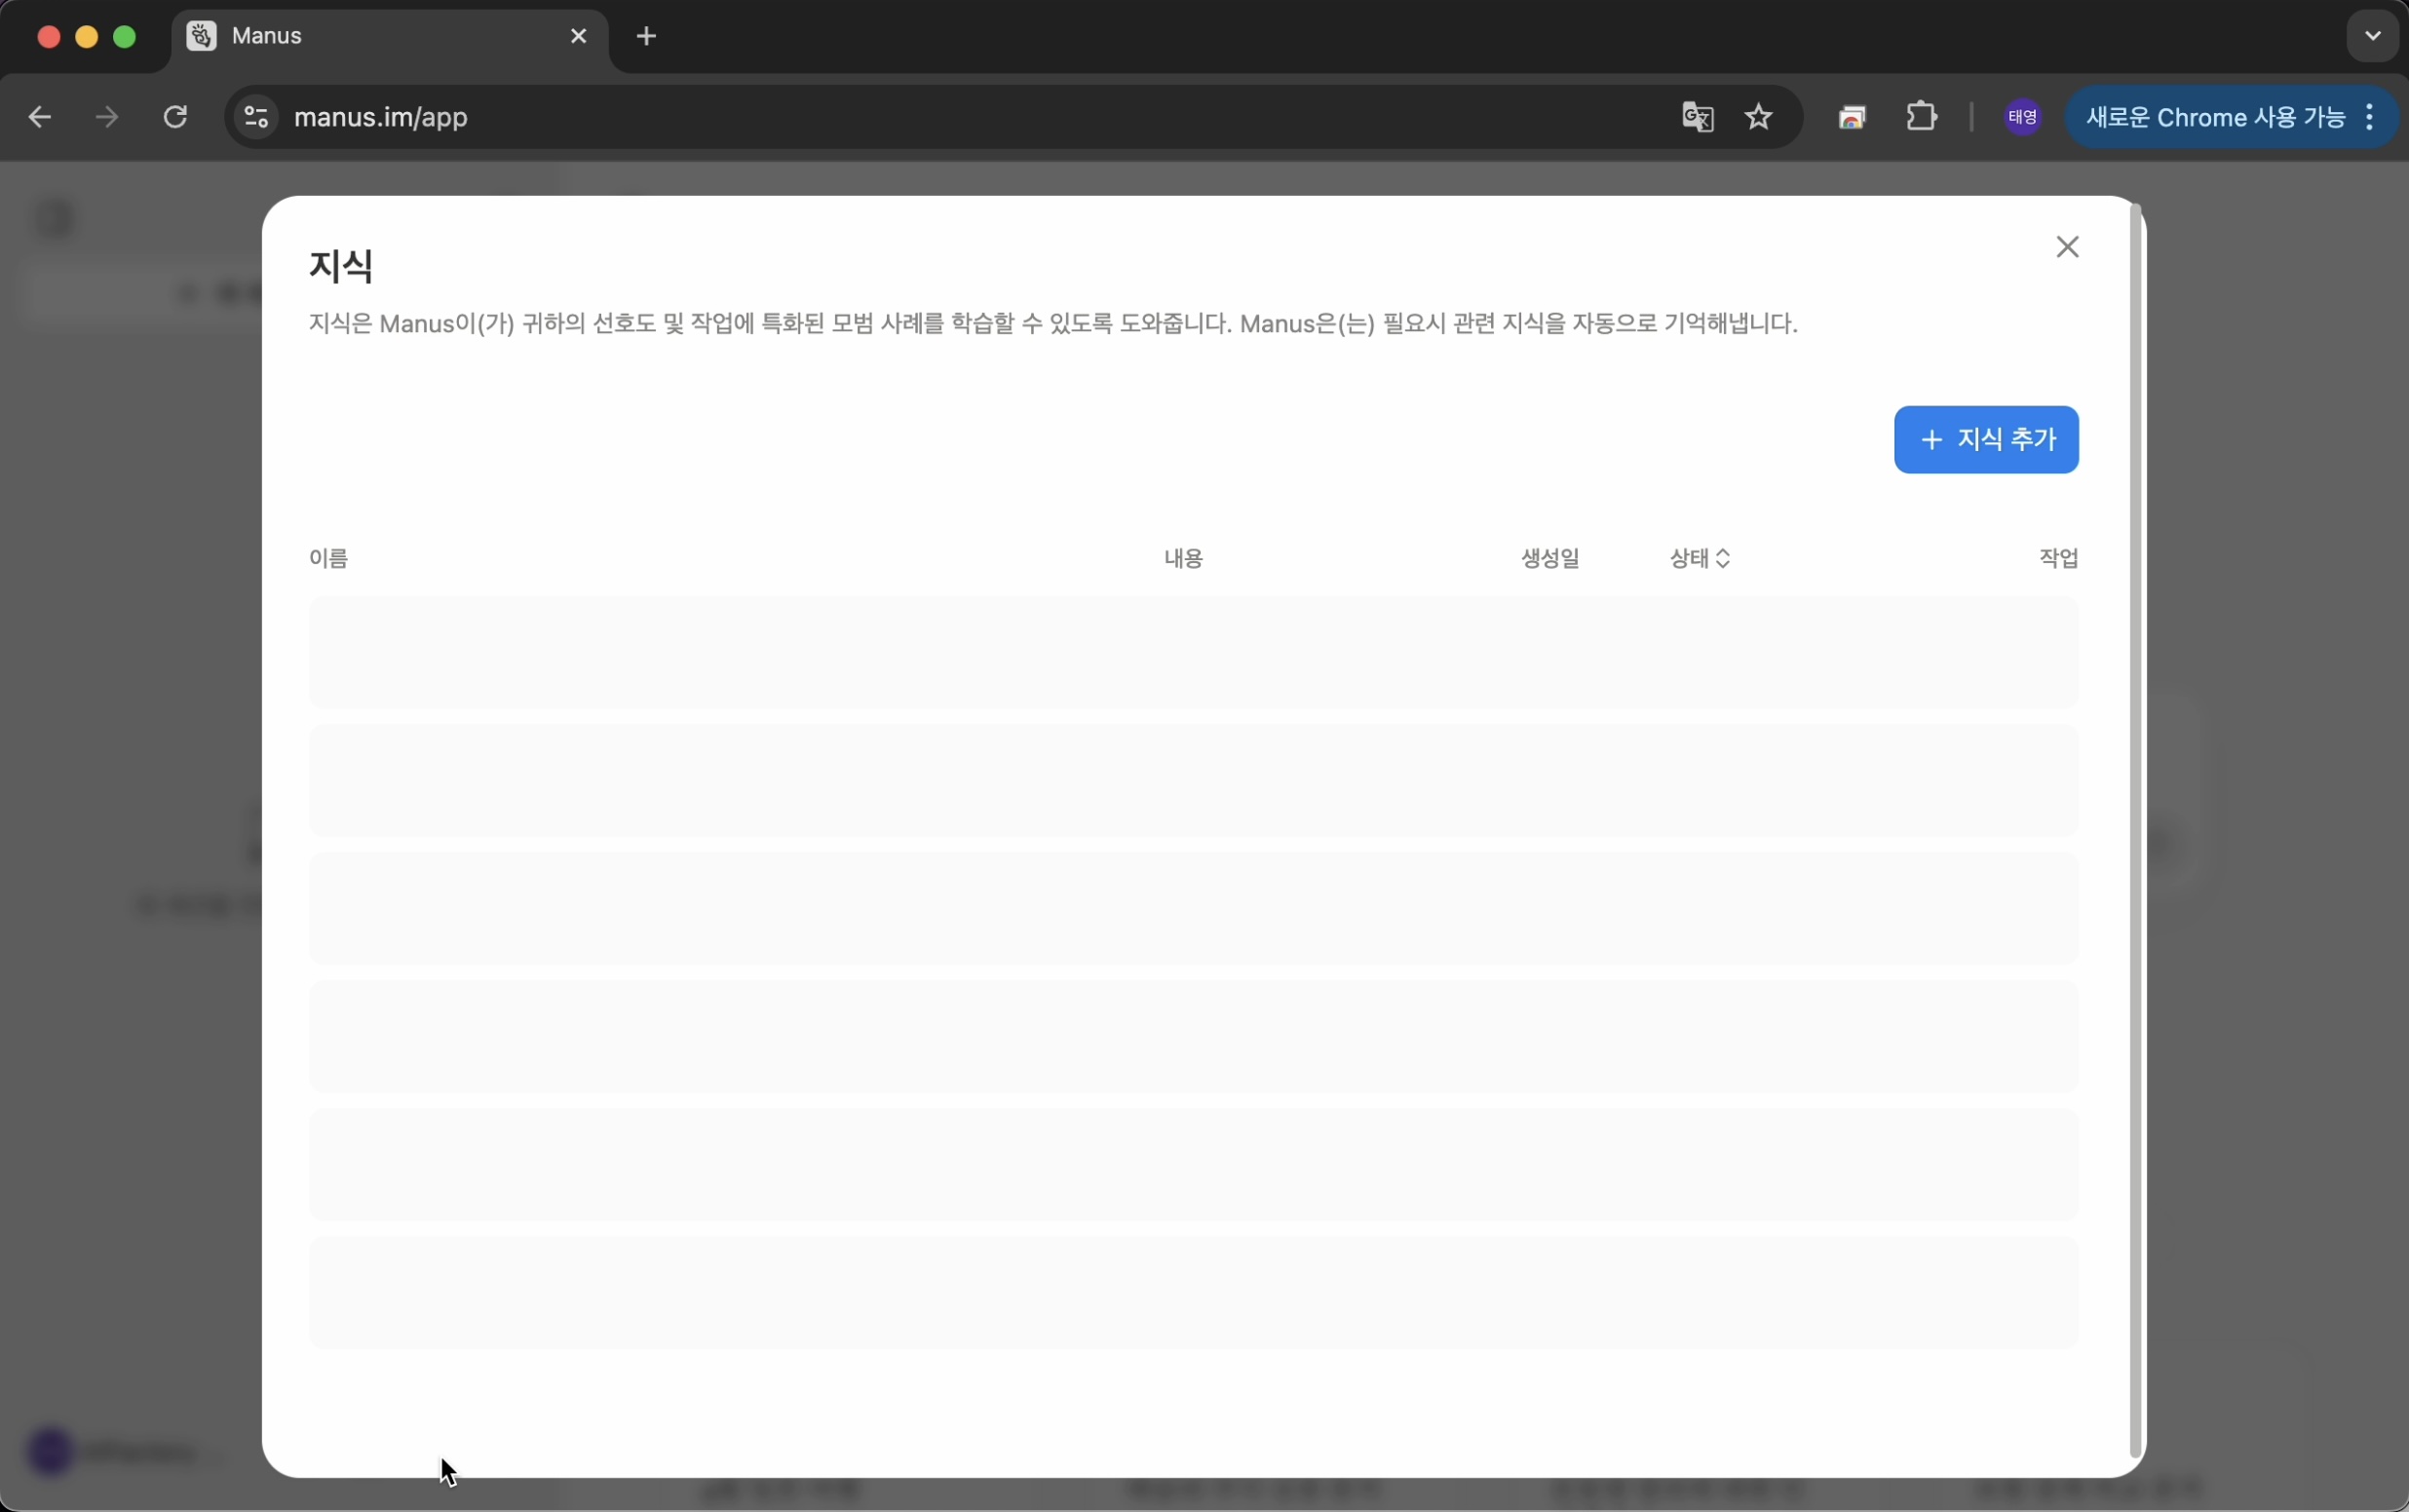 Manus
manus.im/app
태영
새로운 Chrome 사용 가능
지식
지식은 Manus이(가) 귀하의 선호도 및 작업에 특화된 모범 사례를 학습할 수 있도록 도와줍니다. Manus은(는) 필요시 관련 지식을 자동으로 기억해냅니다.
+ 지식 추가
이름 내용 생성일 상태 작업